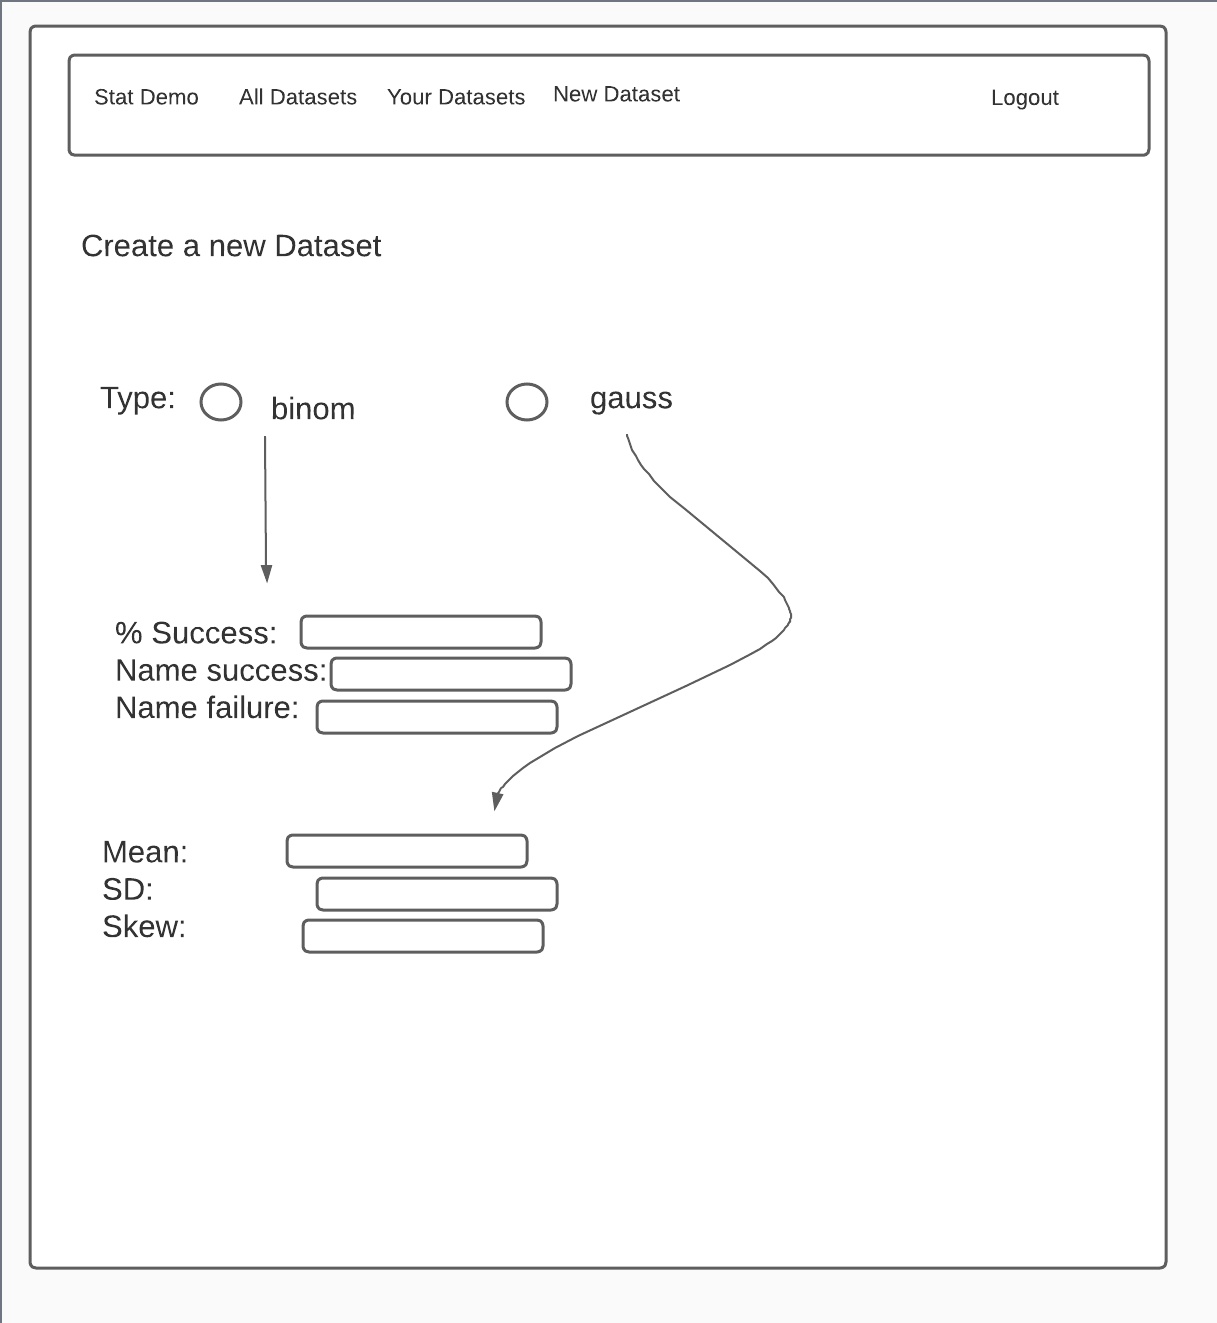 Stat Demo All Datasets Your Datasets New Dataset Logout
Create a new Dataset
Type: binom gauss
% Success:
Name success:
Name failure:
Mean:
SD:
Skew: